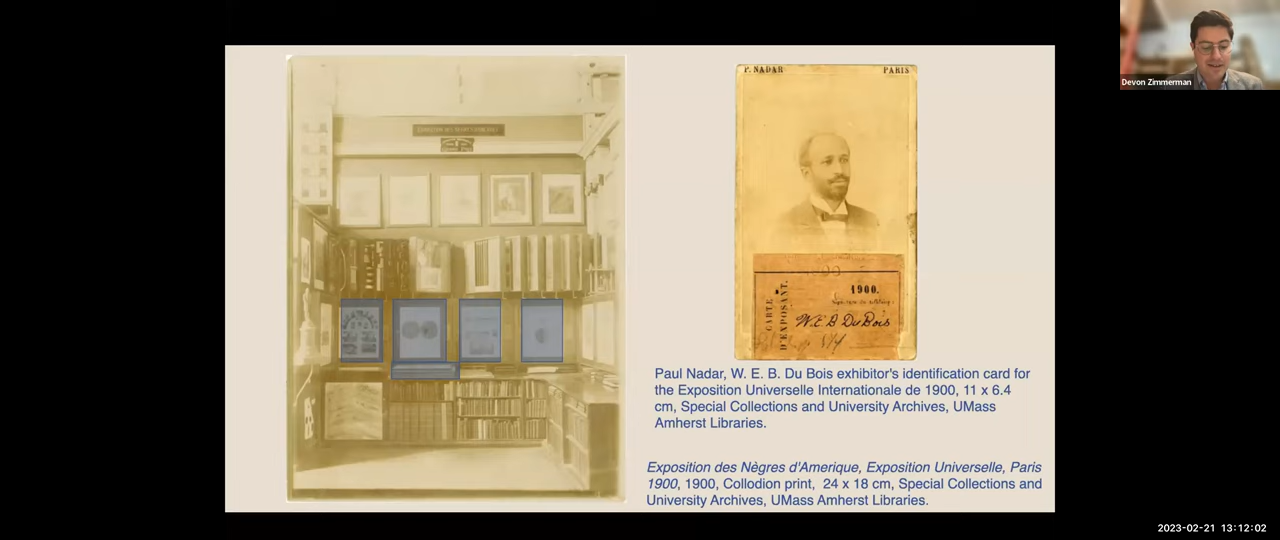 Devon Zimmerman
P. NADAR PARIS
1900.
CARTE
D'EXPOSANT.
W. E. B Du Bois
Paul Nadar, W. E. B. Du Bois exhibitor's identification card for
the Exposition Universelle Internationale de 1900, 11 x 6.4
cm, Special Collections and University Archives, UMass
Amherst Libraries.
Exposition des Nègres d'Amerique, Exposition Universelle, Paris
1900, 1900, Collodion print, 24 x 18 cm, Special Collections and
University Archives, UMass Amherst Libraries.
2023-02-21 13:12:02